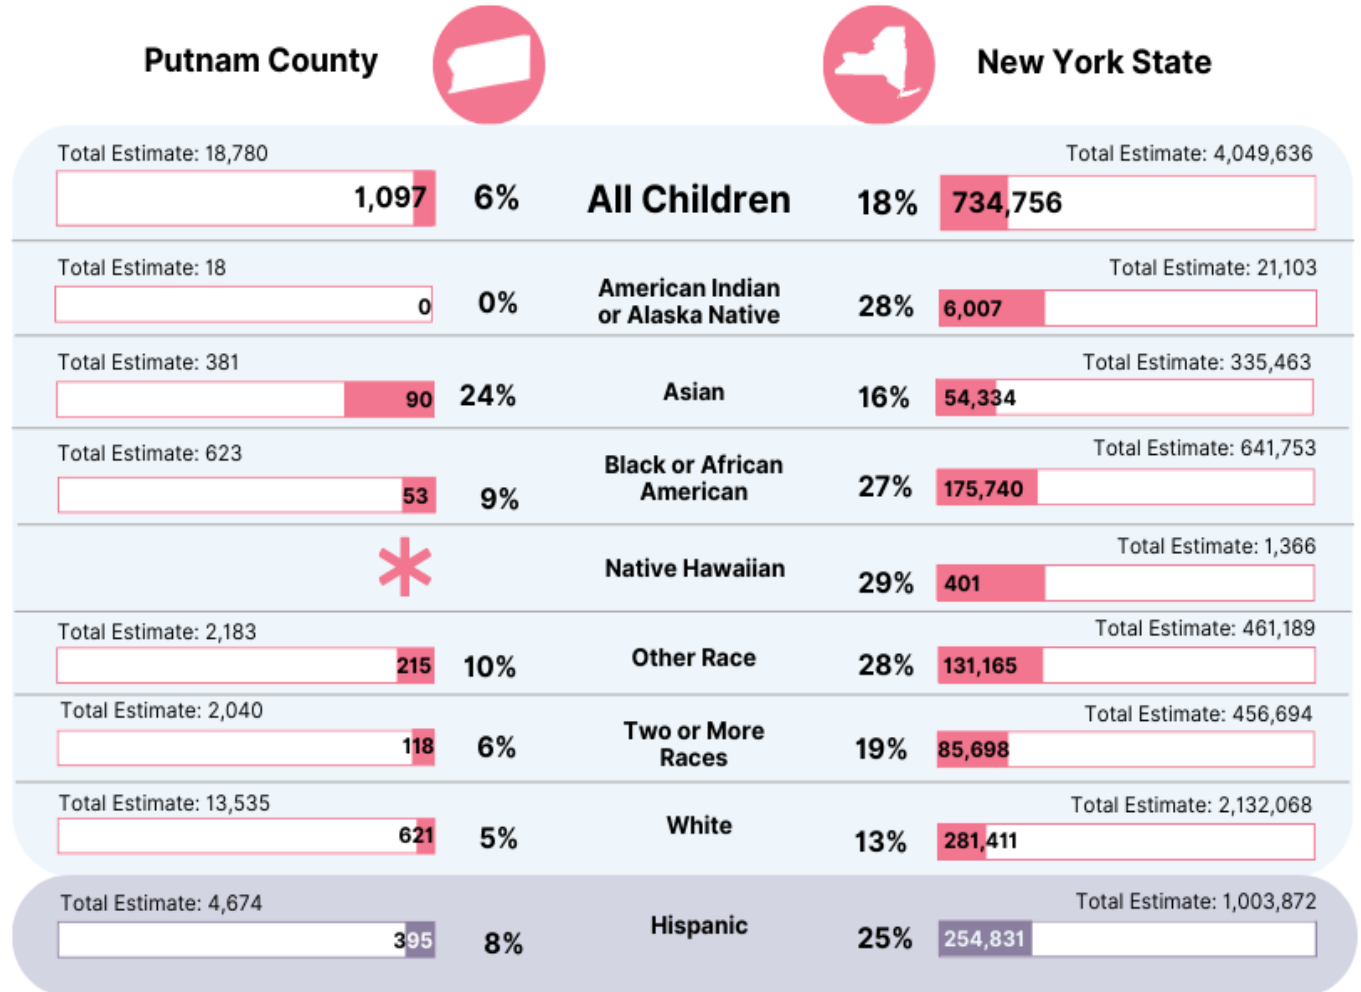 Putnam County
New York State
Total Estimate: 18,780
Total Estimate: 4,049,636
1,097
6%
All Children
18%
734,756
Total Estimate: 18
Total Estimate: 21,103
0
0%
American Indian
or Alaska Native
28%
6,007
Total Estimate: 381
Total Estimate: 335,463
90
24%
Asian
16%
54,334
Total Estimate: 623
Total Estimate: 641,753
53
9%
Black or African
American
27%
175,740
*
Native Hawaiian
Total Estimate: 1,366
29%
401
Total Estimate: 2,183
Total Estimate: 461,189
215
10%
Other Race
28%
131,165
Total Estimate: 2,040
Total Estimate: 456,694
118
6%
Two or More
Races
19%
85,698
Total Estimate: 13,535
Total Estimate: 2,132,068
621
5%
White
13%
281,411
Total Estimate: 4,674
Total Estimate: 1,003,872
395
8%
Hispanic
25%
254,831